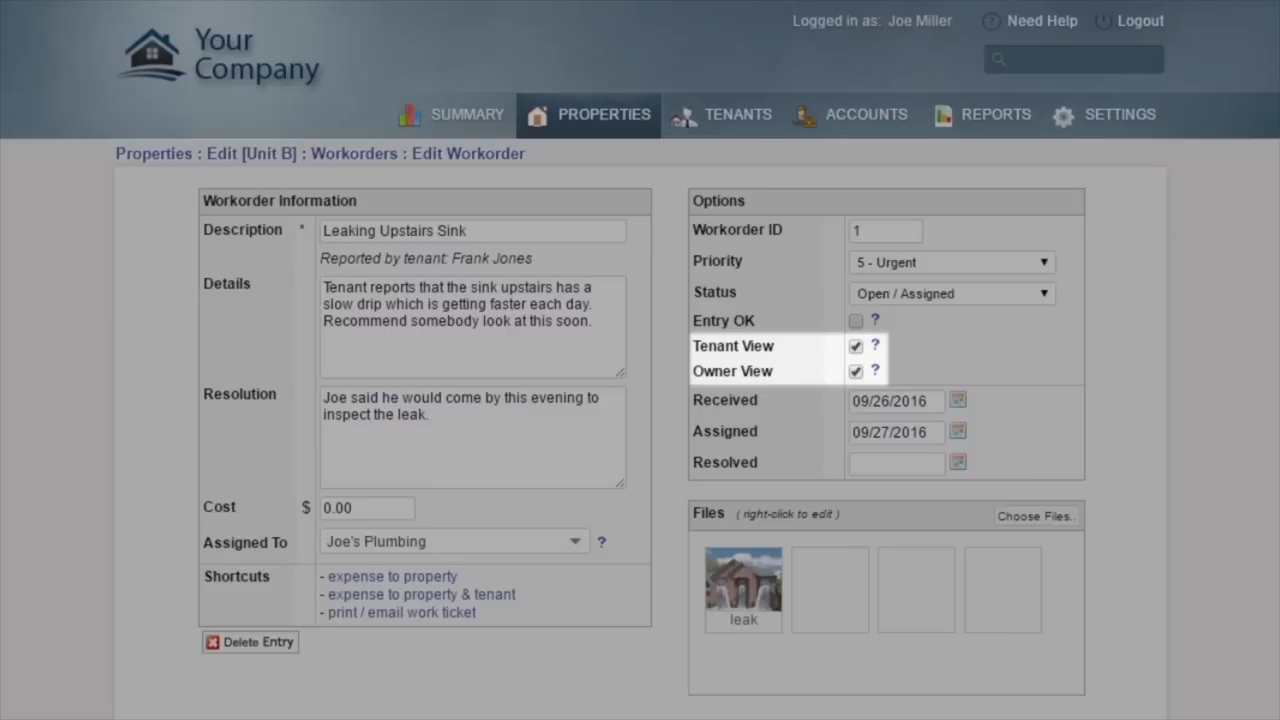 Logged in as: Joe Miller Need Help Logout
Your
Company
SUMMARY PROPERTIES TENANTS ACCOUNTS REPORTS SETTINGS
Properties : Edit [Unit B] : Workorders : Edit Workorder
Workorder Information
Description * Leaking Upstairs Sink
Reported by tenant: Frank Jones
Details
Tenant reports that the sink upstairs has a
slow drip which is getting faster each day.
Recommend somebody look at this soon.
Resolution
Joe said he would come by this evening to
inspect the leak.
Cost $ 0.00
Assigned To Joe's Plumbing ?
Shortcuts
- expense to property
- expense to property & tenant
- print / email work ticket
Delete Entry
Options
Workorder ID 1
Priority 5 - Urgent
Status Open / Assigned
Entry OK ?
Tenant View ?
Owner View ?
Received 09/26/2016
Assigned 09/27/2016
Resolved
Files ( right-click to edit ) Choose Files..
leak